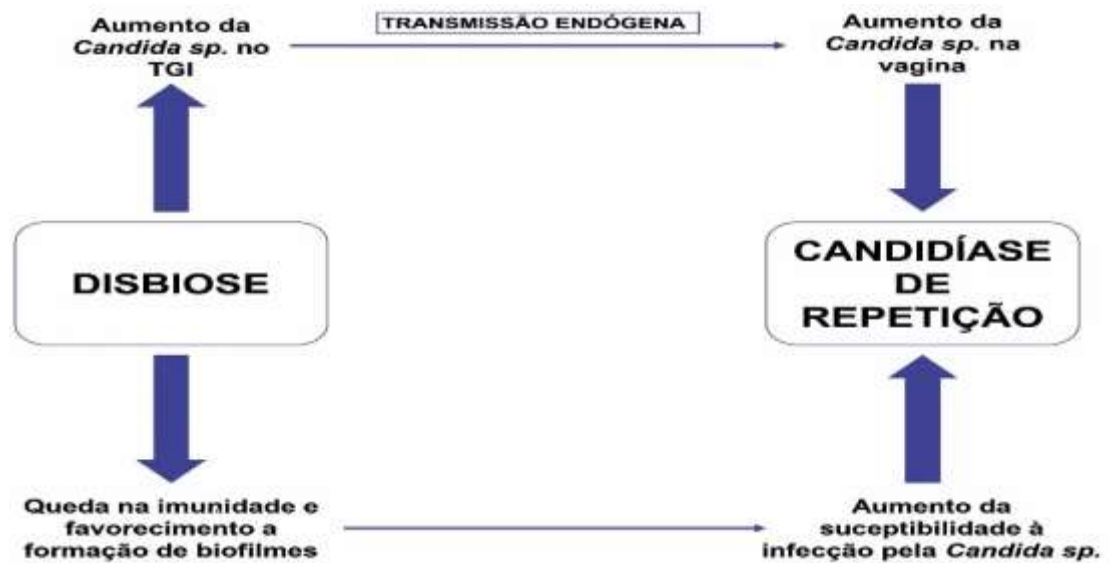 Aumento da
Candida sp. no
TGI
TRANSMISSÃO ENDÓGENA
Aumento da
Candida sp. na
vagina
DISBIOSE
CANDIDÍASE
DE
REPETIÇÃO
Queda na imunidade e
favorecimento a
formação de biofilmes
Aumento da
suceptibilidade à
infecção pela Candida sp.